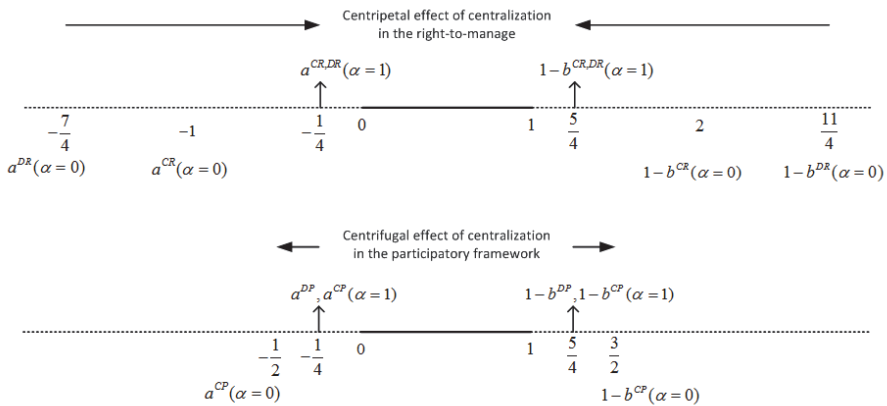 Centripetal effect of centralization
in the right-to-manage
a^{CR,DR}(α = 1) 1 − b^{CR,DR}(α = 1)
−7/4 −1 −1/4 0 1 5/4 2 11/4
a^{DR}(α = 0) a^{CR}(α = 0) 1 − b^{CR}(α = 0) 1 − b^{DR}(α = 0)
Centrifugal effect of centralization
in the participatory framework
a^{DP}, a^{CP}(α = 1) 1 − b^{DP}, 1 − b^{CP}(α = 1)
−1/2 −1/4 0 1 5/4 3/2
a^{CP}(α = 0) 1 − b^{CP}(α = 0)